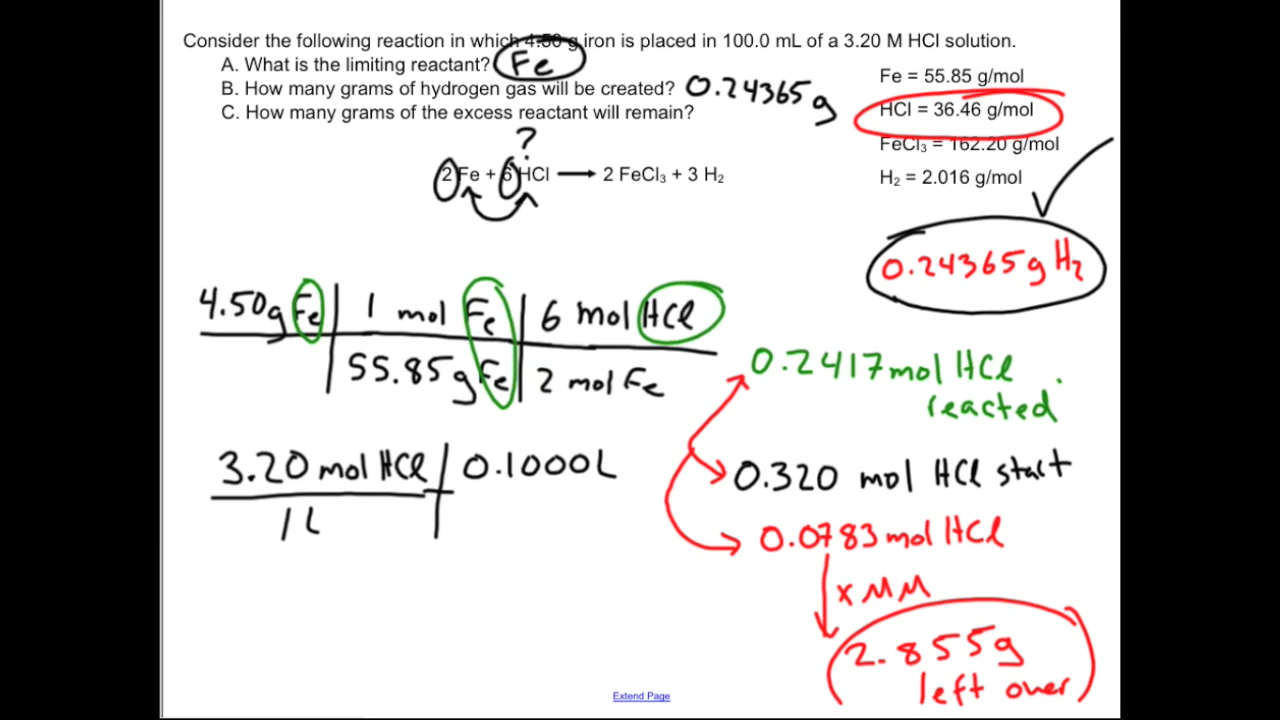 Consider the following reaction in which 4.50 g iron is placed in 100.0 mL of a 3.20 M HCl solution.
A. What is the limiting reactant? Fe
B. How many grams of hydrogen gas will be created? 0.24365 g
C. How many grams of the excess reactant will remain?
Fe = 55.85 g/mol
HCl = 36.46 g/mol
FeCl₃ = 162.20 g/mol
H₂ = 2.016 g/mol
?
2 Fe + 6 HCl ⟶ 2 FeCl₃ + 3 H₂
0.24365g H₂
4.50g Fe | 1 mol Fe | 6 mol HCl
55.85g Fe | 2 mol Fe
0.2417 mol HCl
reacted
3.20 mol HCl | 0.1000L
1 L
0.320 mol HCl start
0.0783 mol HCl
x MM
2.855g
left over
Extend Page